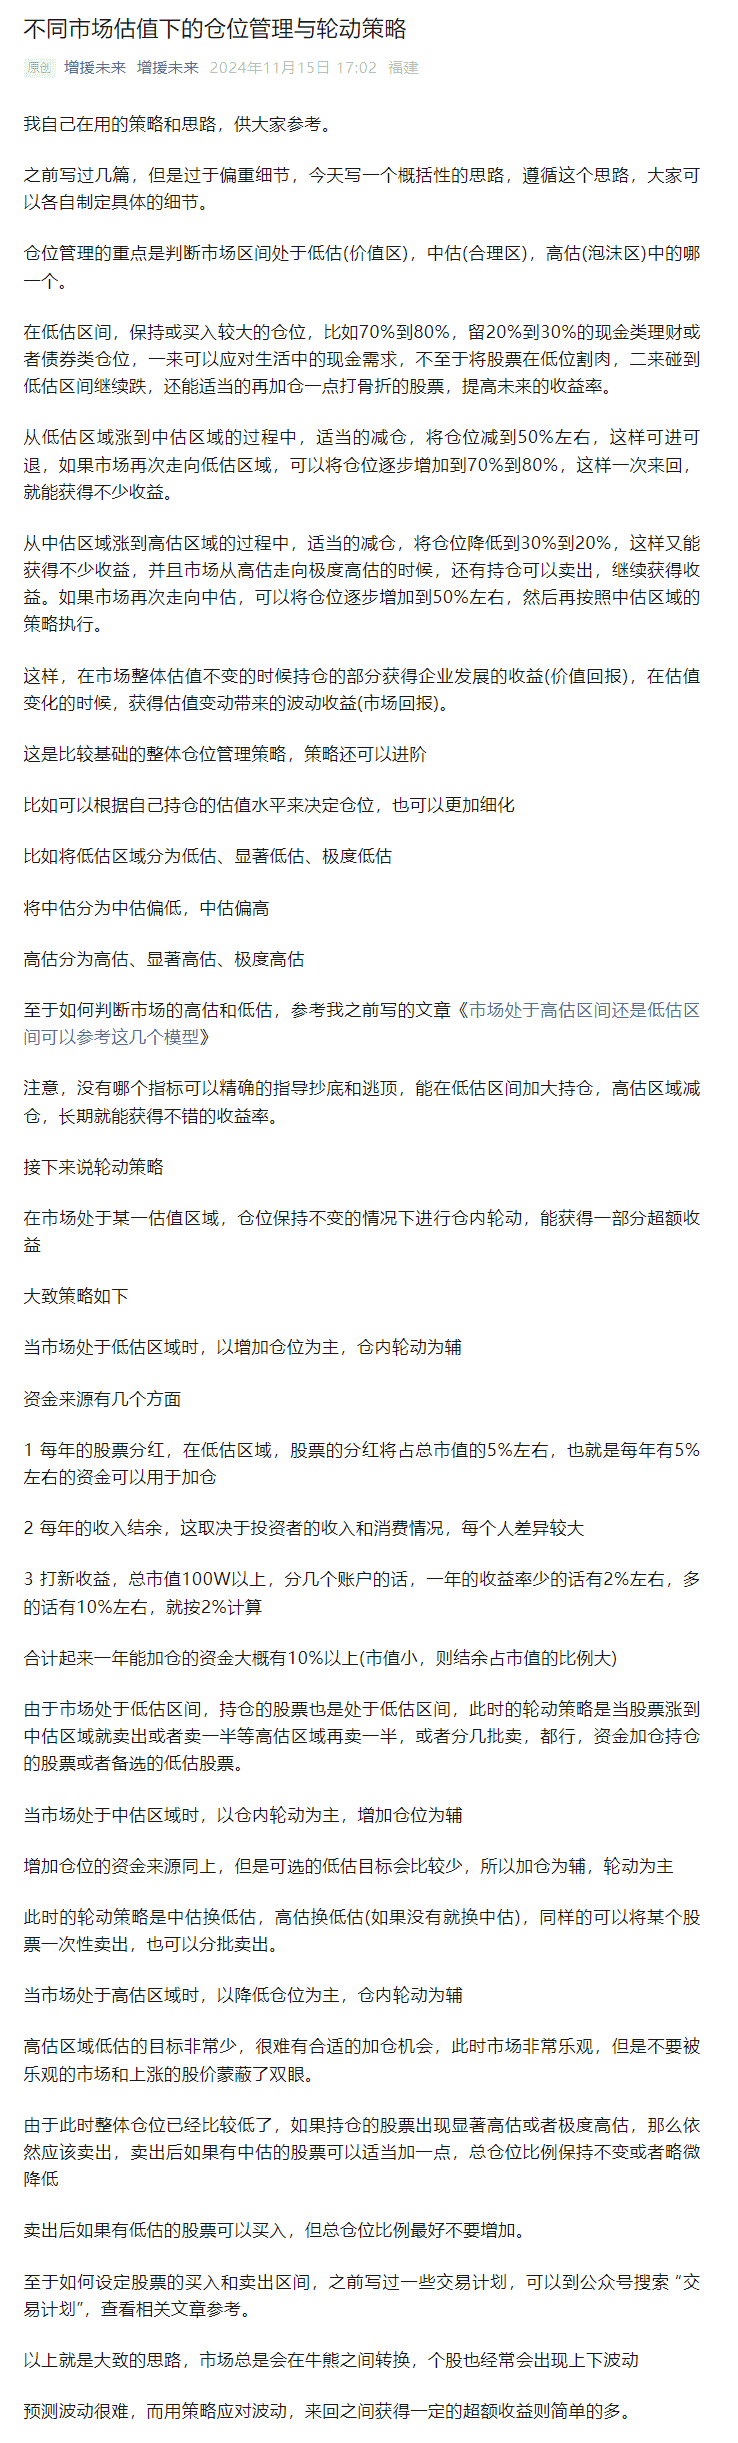 不同市场估值下的仓位管理与轮动策略
原创 增援未来 增援未来 2024年11月15日 17:02 福建
我自己在用的策略和思路，供大家参考。
之前写过几篇，但是过于偏重细节，今天写一个概括性的思路，遵循这个思路，大家可
以各自制定具体的细节。
仓位管理的重点是判断市场区间处于低估(价值区)，中估(合理区)，高估(泡沫区)中的哪
一个。
在低估区间，保持或买入较大的仓位，比如70%到80%，留20%到30%的现金类理财或
者债券类仓位，一来可以应对生活中的现金需求，不至于将股票在低位割肉，二来碰到
低估区间继续跌，还能适当的再加仓一点打骨折的股票，提高未来的收益率。
从低估区域涨到中估区域的过程中，适当的减仓，将仓位减到50%左右，这样可进可
退，如果市场再次走向低估区域，可以将仓位逐步增加到70%到80%，这样一次来回，
就能获得不少收益。
从中估区域涨到高估区域的过程中，适当的减仓，将仓位降低到30%到20%，这样又能
获得不少收益，并且市场从高估走向极度高估的时候，还有持仓可以卖出，继续获得收
益。如果市场再次走向中估，可以将仓位逐步增加到50%左右，然后再按照中估区域的
策略执行。
这样，在市场整体估值不变的时候持仓的部分获得企业发展的收益(价值回报)，在估值
变化的时候，获得估值变动带来的波动收益(市场回报)。
这是比较基础的整体仓位管理策略，策略还可以进阶
比如可以根据自己持仓的估值水平来决定仓位，也可以更加细化
比如将低估区域分为低估、显著低估、极度低估
将中估分为中估偏低，中估偏高
高估分为高估、显著高估、极度高估
至于如何判断市场的高估和低估，参考我之前写的文章《市场处于高估区间还是低估区
间可以参考这几个模型》
注意，没有哪个指标可以精确的指导抄底和逃顶，能在低估区间加大持仓，高估区域减
仓，长期就能获得不错的收益率。
接下来说轮动策略
在市场处于某一估值区域，仓位保持不变的情况下进行仓内轮动，能获得一部分超额收
益
大致策略如下
当市场处于低估区域时，以增加仓位为主，仓内轮动为辅
资金来源有几个方面
1 每年的股票分红，在低估区域，股票的分红将占总市值的5%左右，也就是每年有5%
左右的资金可以用于加仓
2 每年的收入结余，这取决于投资者的收入和消费情况，每个人差异较大
3 打新收益，总市值100W以上，分几个账户的话，一年的收益率少的话有2%左右，多
的话有10%左右，就按2%计算
合计起来一年能加仓的资金大概有10%以上(市值小，则结余占市值的比例大)
由于市场处于低估区间，持仓的股票也是处于低估区间，此时的轮动策略是当股票涨到
中估区域就卖出或者卖一半等高估区域再卖一半，或者分几批卖，都行，资金加仓持仓
的股票或者备选的低估股票。
当市场处于中估区域时，以仓内轮动为主，增加仓位为辅
增加仓位的资金来源同上，但是可选的低估目标会比较少，所以加仓为辅，轮动为主
此时的轮动策略是中估换低估，高估换低估(如果没有就换中估)，同样的可以将某个股
票一次性卖出，也可以分批卖出。
当市场处于高估区域时，以降低仓位为主，仓内轮动为辅
高估区域低估的目标非常少，很难有合适的加仓机会，此时市场非常乐观，但是不要被
乐观的市场和上涨的股价蒙蔽了双眼。
由于此时整体仓位已经比较低了，如果持仓的股票出现显著高估或者极度高估，那么依
然应该卖出，卖出后如果有中估的股票可以适当加一点，总仓位比例保持不变或者略微
降低
卖出后如果有低估的股票可以买入，但总仓位比例最好不要增加。
至于如何设定股票的买入和卖出区间，之前写过一些交易计划，可以到公众号搜索 “交
易计划”，查看相关文章参考。
以上就是大致的思路，市场总是会在牛熊之间转换，个股也经常会出现上下波动
预测波动很难，而用策略应对波动，来回之间获得一定的超额收益则简单的多。